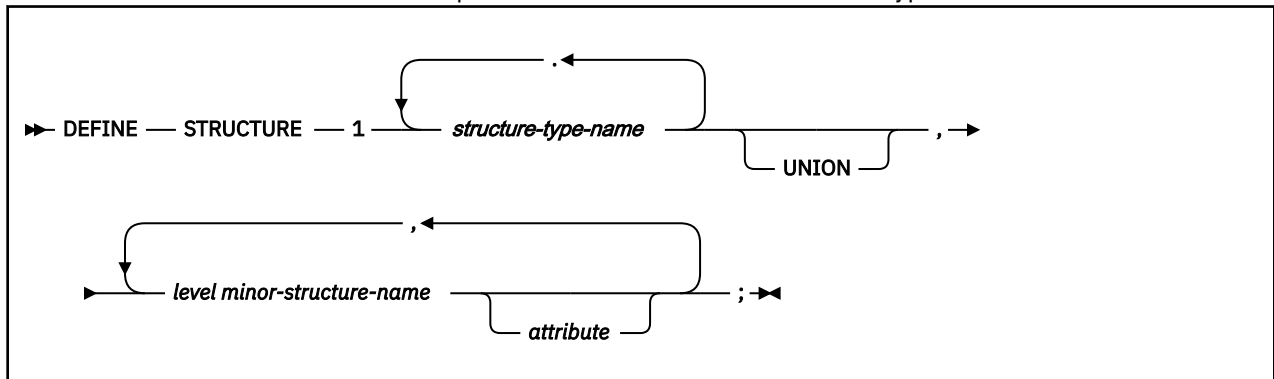 .
DEFINE STRUCTURE 1 structure-type-name ,
UNION
,
level minor-structure-name ;
attribute